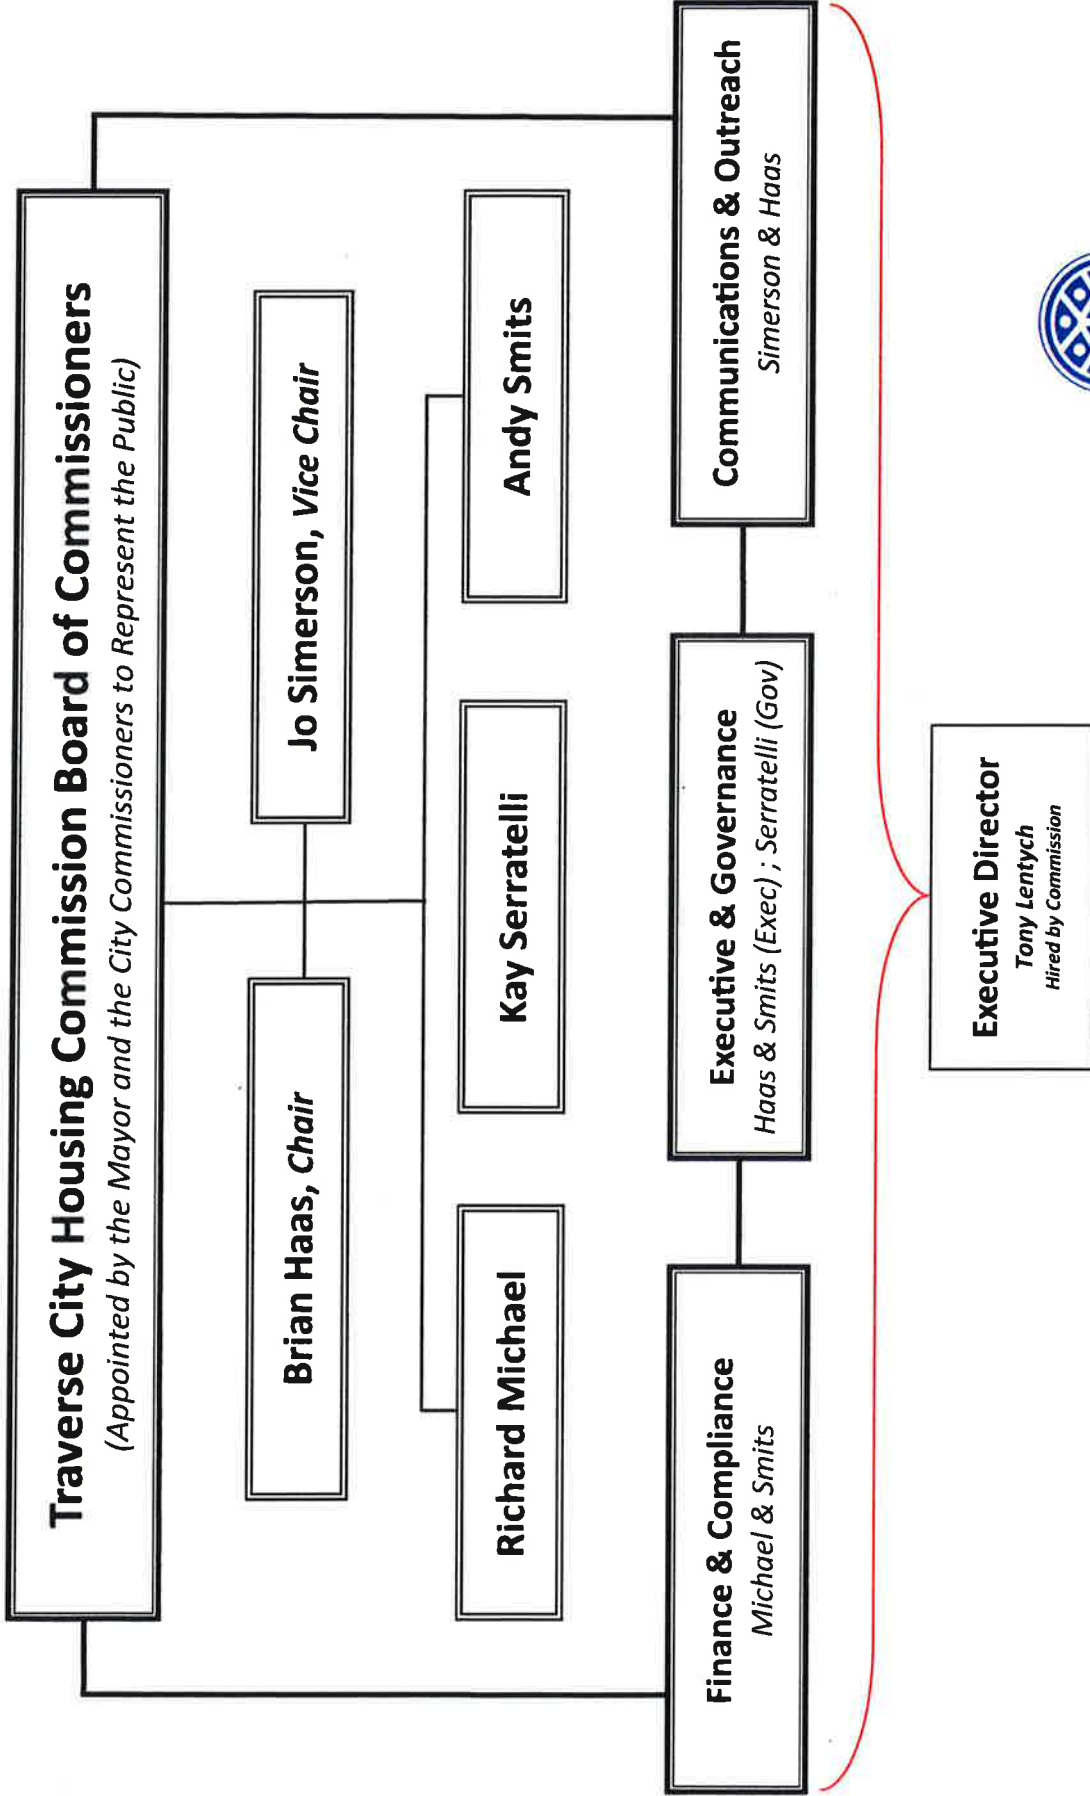 Traverse City Housing Commission Board of Commissioners
(Appointed by the Mayor and the City Commissioners to Represent the Public)
Brian Haas, Chair
Jo Simerson, Vice Chair
Richard Michael
Kay Serratelli
Andy Smits
Finance & Compliance
Michael & Smits
Executive & Governance
Haas & Smits (Exec) ; Serratelli (Gov)
Communications & Outreach
Simerson & Haas
Executive Director
Tony Lentych
Hired by Commission